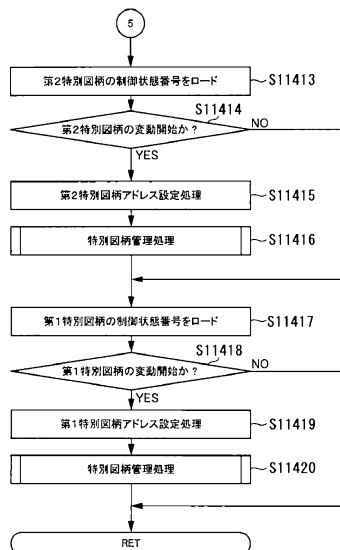 5
第2特別図柄の制御状態番号をロード
S11413
S11414
第2特別図柄の変動開始か?
NO
YES
第2特別図柄アドレス設定処理
S11415
特別図柄管理処理
S11416
第1特別図柄の制御状態番号をロード
S11417
S11418
第1特別図柄の変動開始か?
NO
YES
第1特別図柄アドレス設定処理
S11419
特別図柄管理処理
S11420
RET